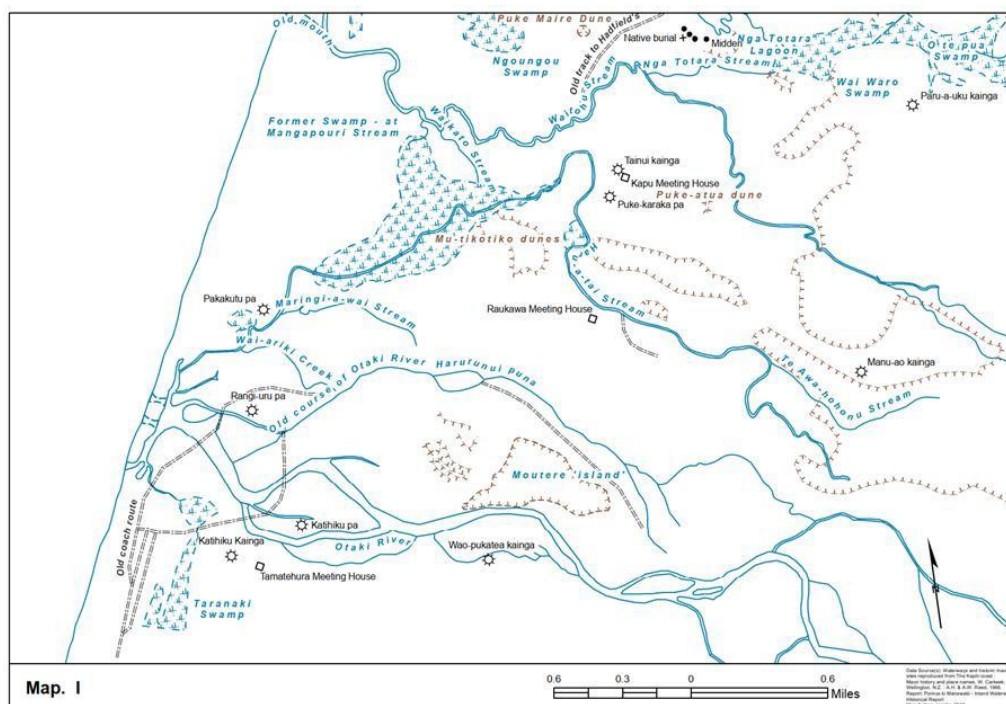 Puke Maire Dune
Old mouth
Native burial
Midden
Nga Totara
Lagoon
O te pua
Swamp
Ngoungou
Swamp
Old track to Hadfield's
Nga Totara Stream
Wai Waro
Swamp
Paru-a-uku kainga
Waitohu Stream
Former Swamp - at
Mangapouri Stream
Waikato Stream
Tainui kainga
Kapu Meeting House
Puke-atua dune
Puke-karaka pa
Mu-tikotiko dunes
Pakakutu pa
Maringi-a-wai Stream
Raukawa Meeting House
Wai-ariki Creek
Old course of Otaki River
Harurunui puna
Manu-ao kainga
Te Awa-hohonu Stream
Rangi-uru pa
Moutere 'island'
Old coach route
Katihiku pa
Katihiku Kainga
Otaki River
Wao-pukatea kainga
Tamatehura Meeting House
Taranaki
Swamp
N
Map. I
0.6 0.3 0 0.6
Miles